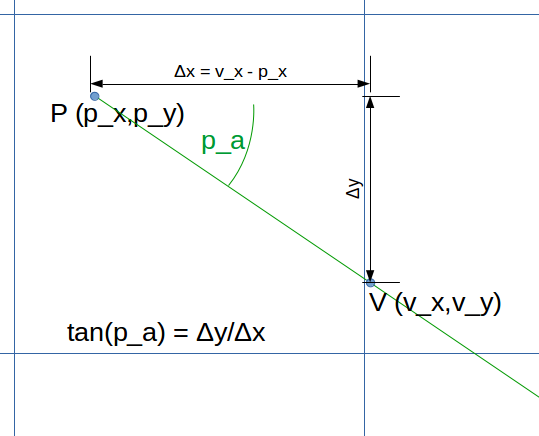 Δx = v_x - p_x
P (p_x,p_y)
p_a
Δy
V (v_x,v_y)
tan(p_a) = Δy/Δx